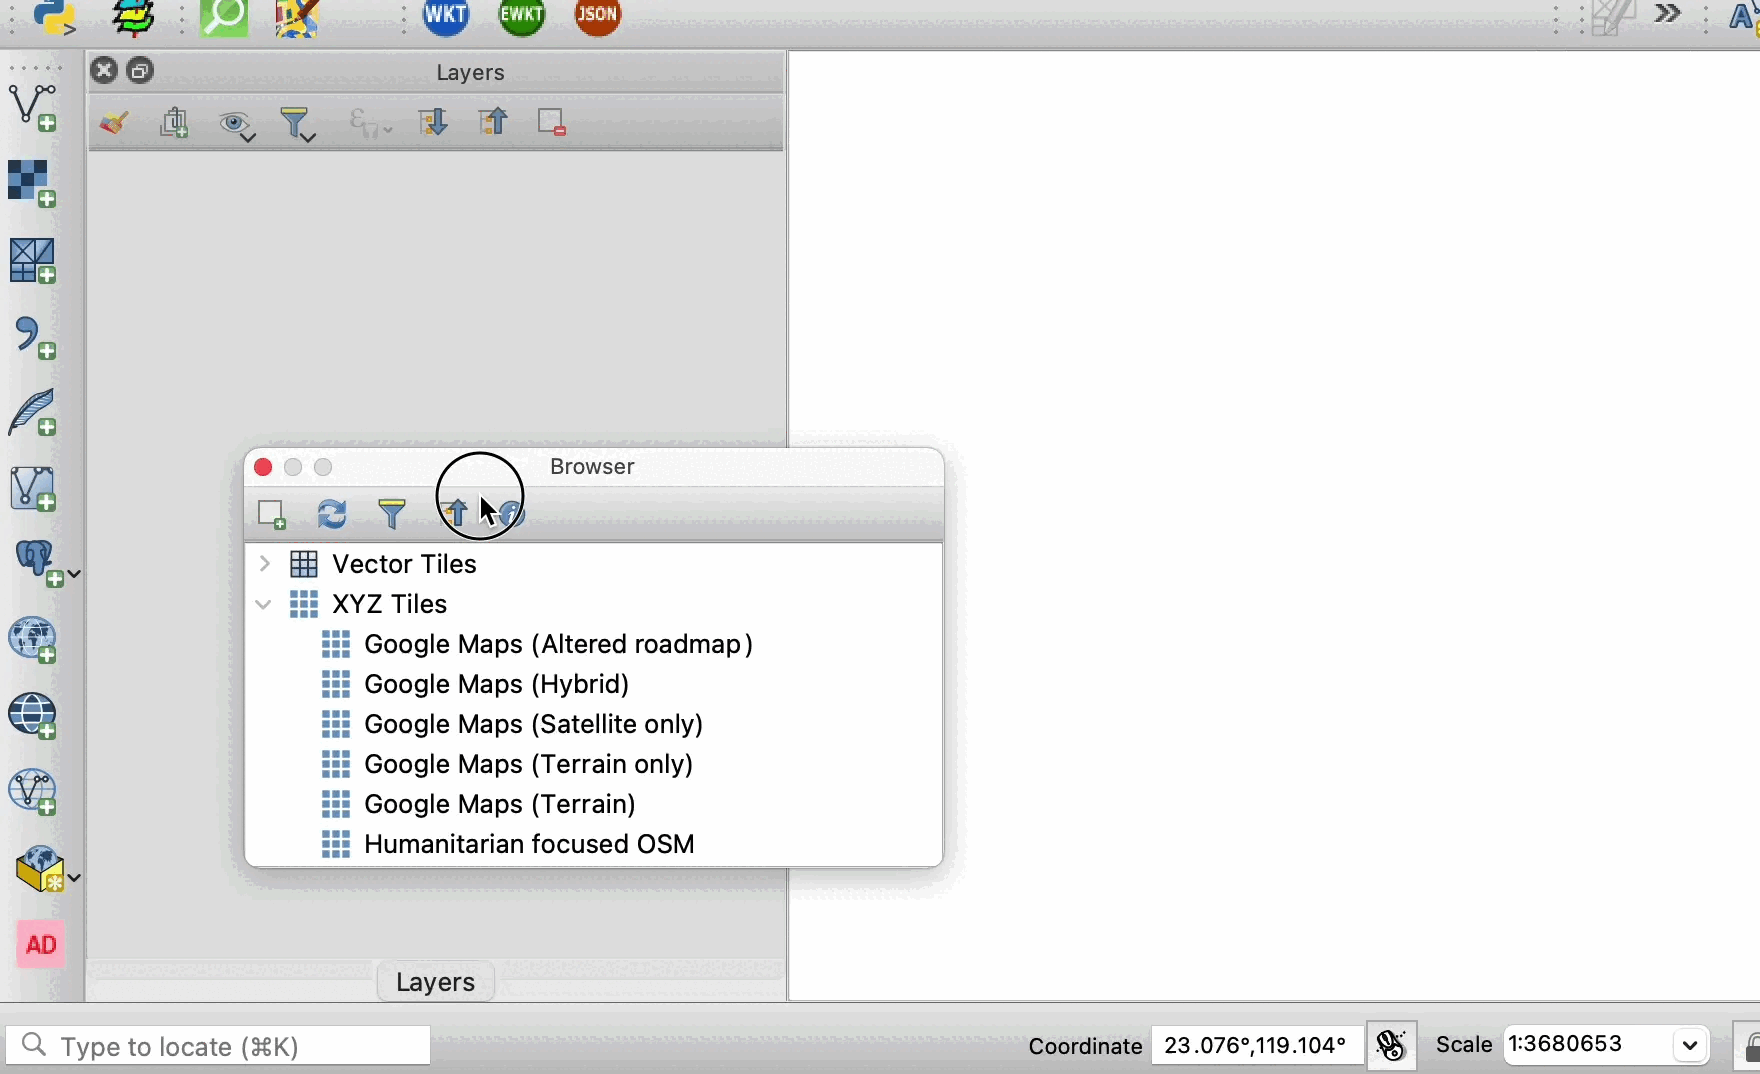 WKT
EWKT
JSON
Layers
Browser
Vector Tiles
XYZ Tiles
Google Maps (Altered roadmap)
Google Maps (Hybrid)
Google Maps (Satellite only)
Google Maps (Terrain only)
Google Maps (Terrain)
Humanitarian focused OSM
AD
Layers
Type to locate (⌘K)
Coordinate 23.076°,119.104° Scale 1:3680653